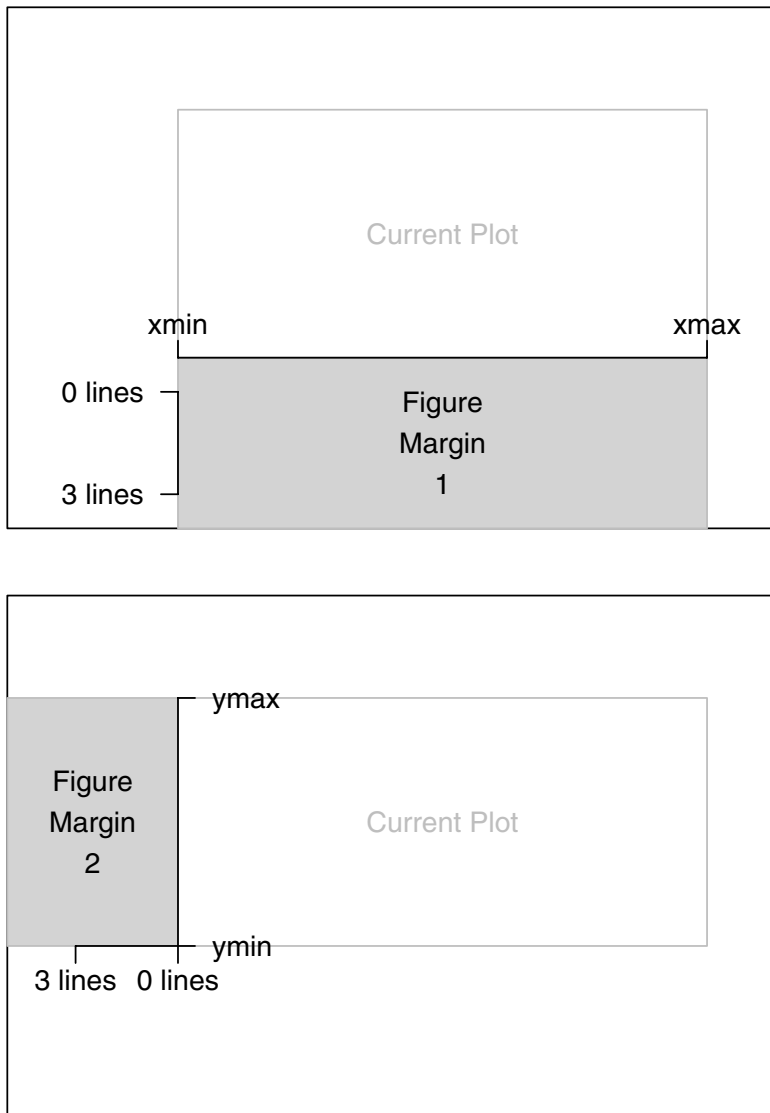 Current Plot
xmin
xmax
0 lines
Figure
Margin
1
3 lines
ymax
Figure
Margin
2
Current Plot
ymin
3 lines
0 lines